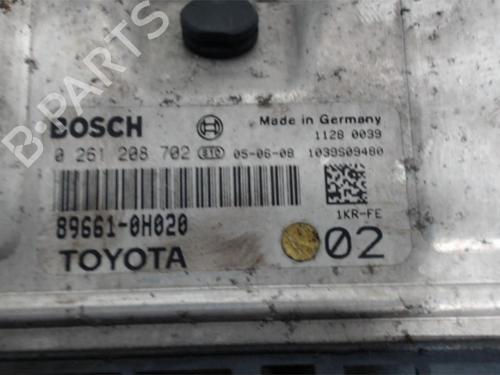 B-PARTS
BOSCH
Made in Germany
1128 0039
0 261 208 702 STC 05-06-08 1039S09480
89661-0H020
1KR-FE
TOYOTA
02